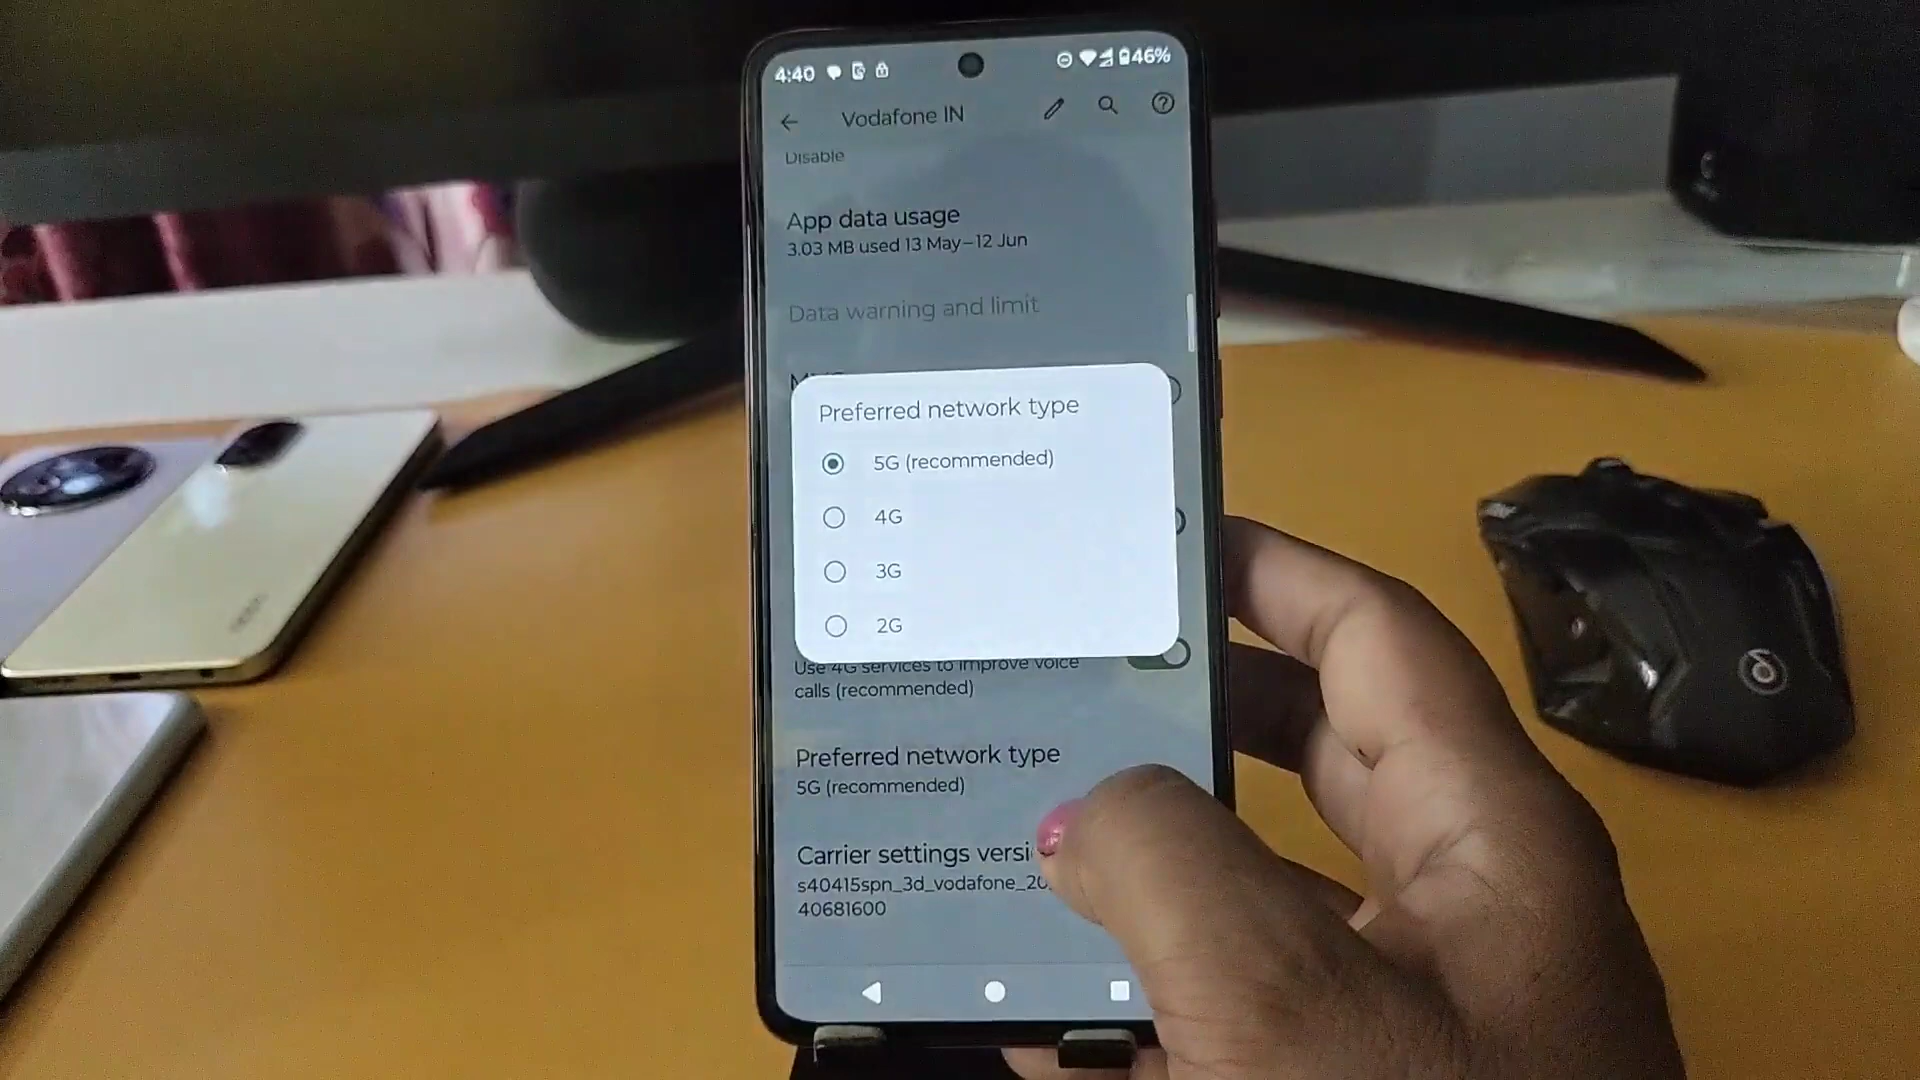 4:40
46%
Vodafone IN
Disable
App data usage
3.03 MB used 13 May–12 Jun
Data warning and limit
Preferred network type
5G (recommended)
4G
3G
2G
Use 4G services to improve voice
calls (recommended)
Preferred network type
5G (recommended)
Carrier settings versi
s40415spn_3d_vodafone_20
40681600